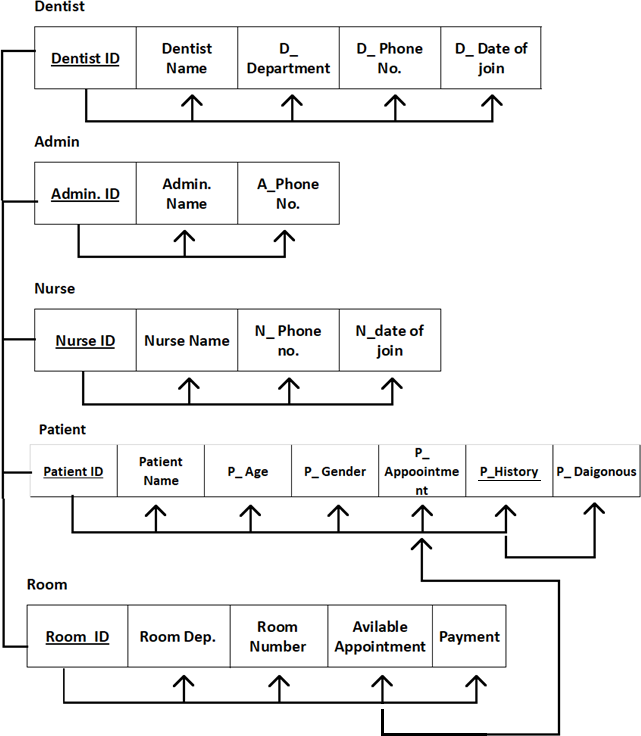 Dentist
Dentist ID
Dentist
Name
D_
Department
D_ Phone
No.
D_ Date of
join
Admin
Admin. ID
Admin.
Name
A_Phone
No.
Nurse
Nurse ID
Nurse Name
N_ Phone
no.
N_date of
join
Patient
Patient ID
Patient
Name
P_ Age
P_ Gender
P_
Appoointme
nt
P_History
P_ Daigonous
Room
Room  ID
Room Dep.
Room
Number
Avilable
Appointment
Payment